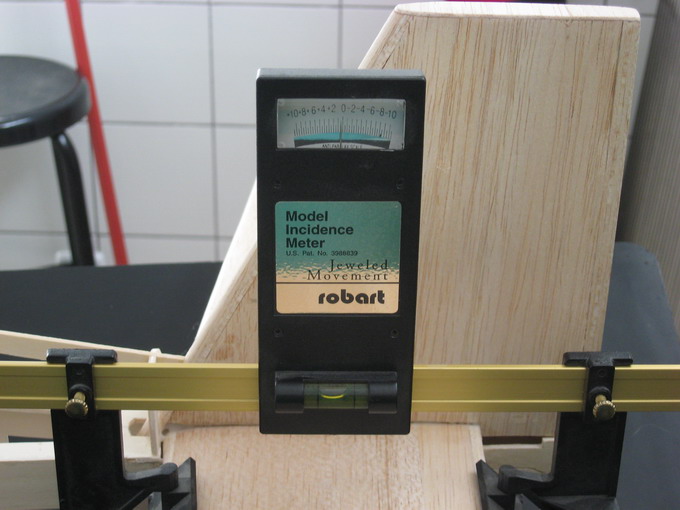 +10+8+6+4+2 0-2-4-6-8-10
Model
Incidence
Meter
U.S. Pat. No. 3986639
Jeweled
Movement
robart